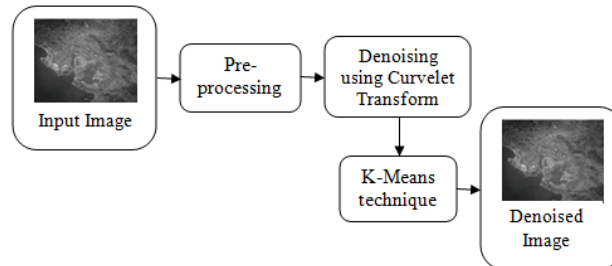 Input Image
Pre-
processing
Denoising
using Curvelet
Transform
K-Means
technique
Denoised
Image